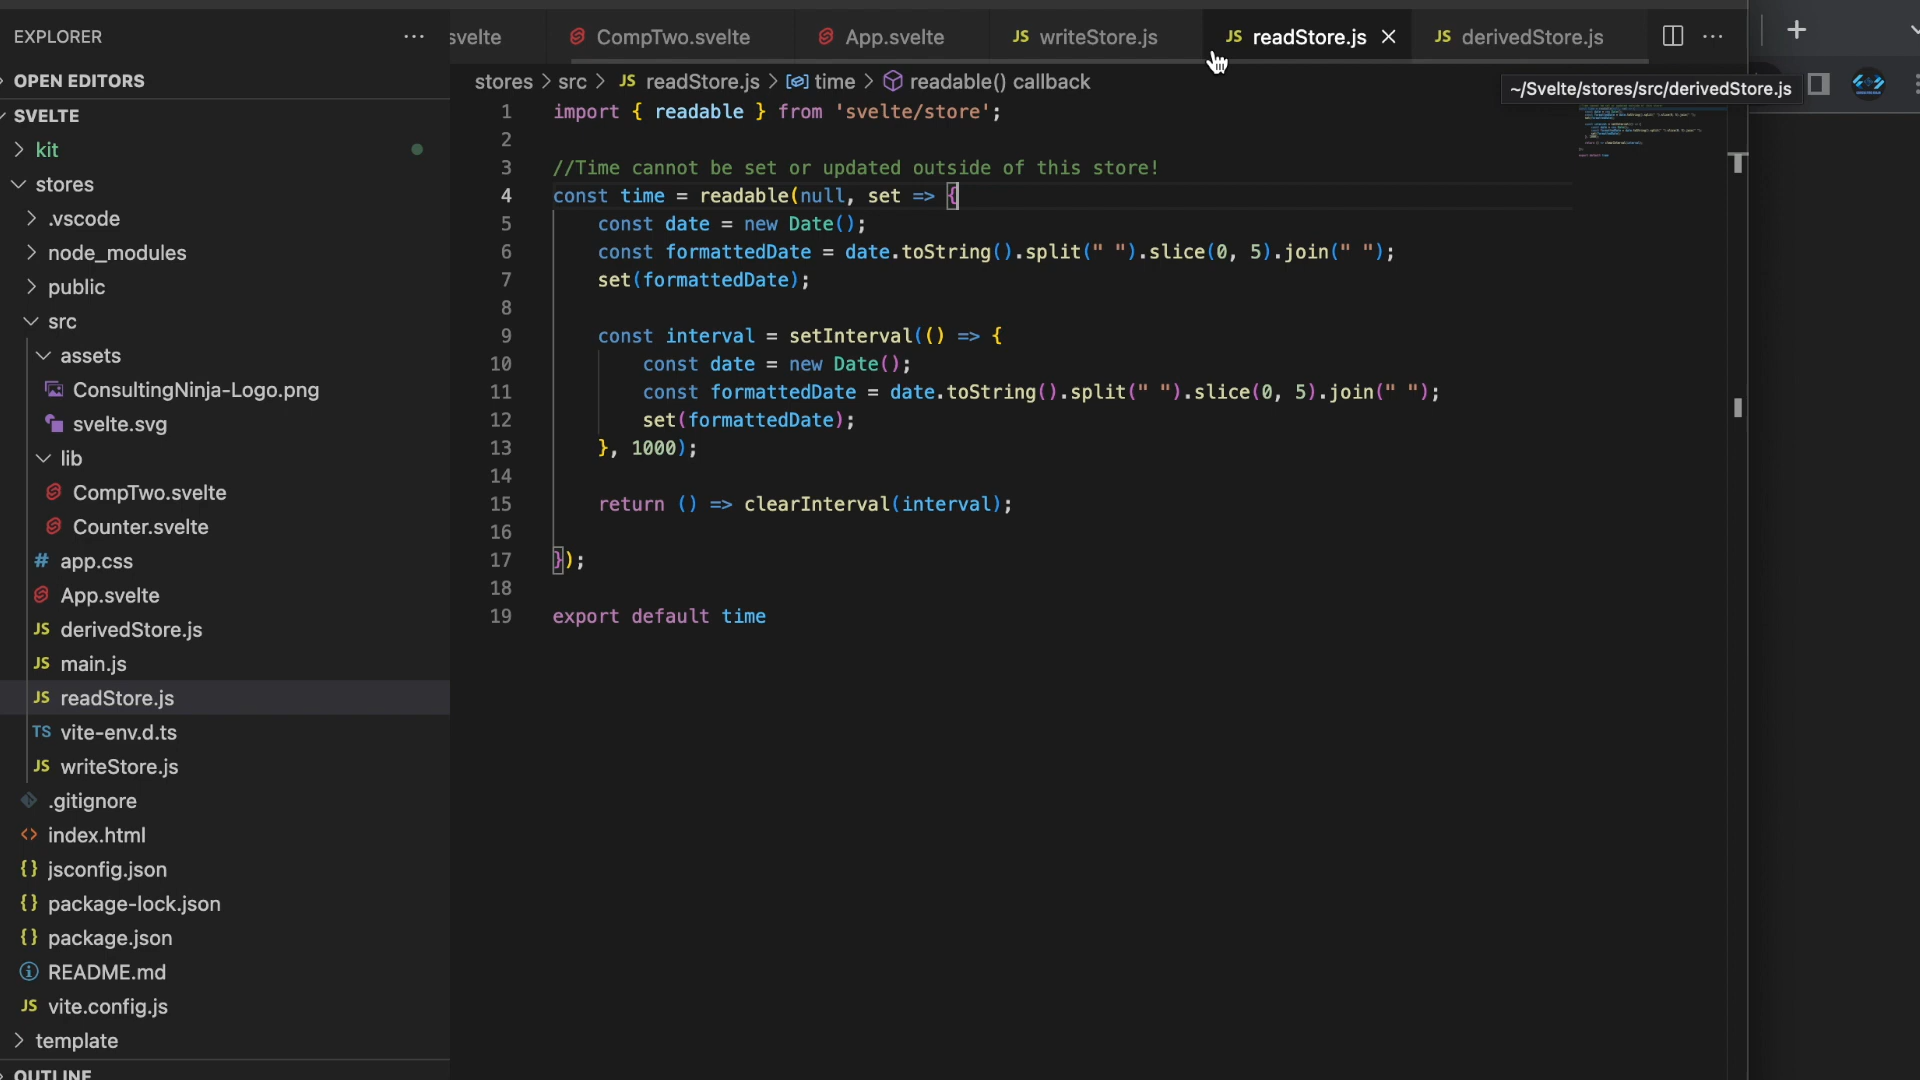 EXPLORER
OPEN EDITORS
SVELTE
kit
stores
.vscode
node_modules
public
src
assets
ConsultingNinja-Logo.png
svelte.svg
lib
CompTwo.svelte
Counter.svelte
# app.css
App.svelte
JS derivedStore.js
JS main.js
JS readStore.js
TS vite-env.d.ts
JS writeStore.js
.gitignore
<> index.html
{} jsconfig.json
{} package-lock.json
{} package.json
README.md
JS vite.config.js
template
OUTLINE
svelte
CompTwo.svelte
App.svelte
JS writeStore.js
JS readStore.js
JS derivedStore.js
stores > src > JS readStore.js > time > readable() callback
~/Svelte/stores/src/derivedStore.js
1 import { readable } from 'svelte/store';
2
3 //Time cannot be set or updated outside of this store!
4 const time = readable(null, set => {
5 const date = new Date();
6 const formattedDate = date.toString().split(" ").slice(0, 5).join(" ");
7 set(formattedDate);
8
9 const interval = setInterval(() => {
10 const date = new Date();
11 const formattedDate = date.toString().split(" ").slice(0, 5).join(" ");
12 set(formattedDate);
13 }, 1000);
14
15 return () => clearInterval(interval);
16
17 });
18
19 export default time